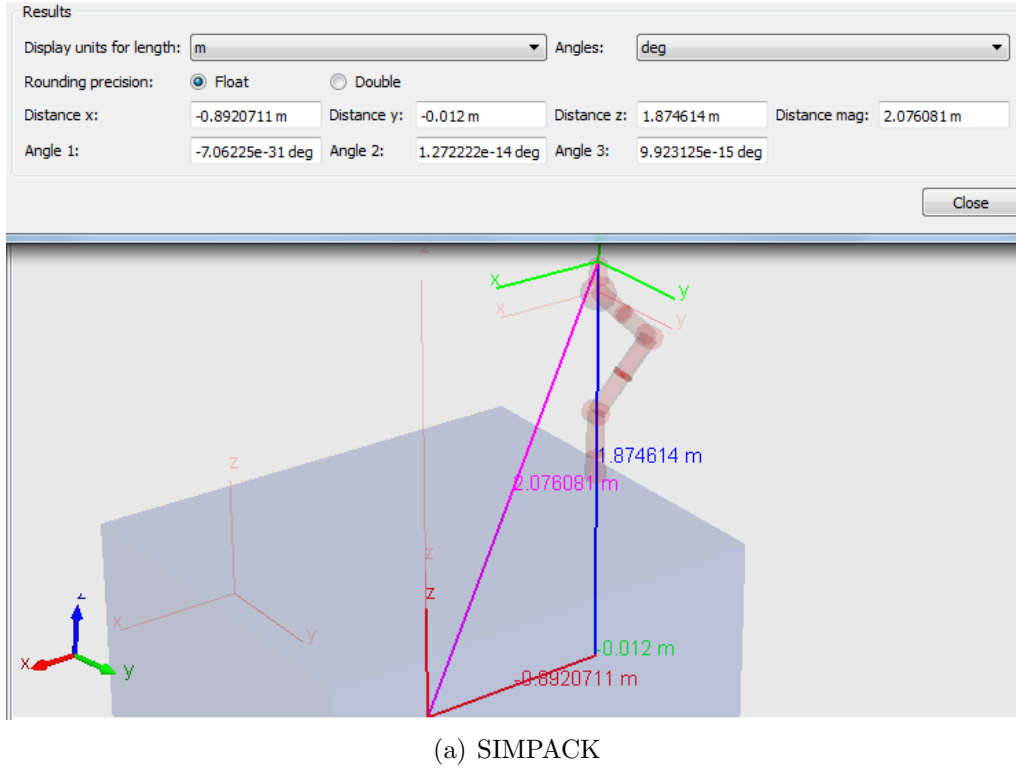 Results
Display units for length: m Angles: deg
Rounding precision: Float Double
Distance x: -0.8920711 m Distance y: -0.012 m Distance z: 1.874614 m Distance mag: 2.076081 m
Angle 1: -7.06225e-31 deg Angle 2: 1.272222e-14 deg Angle 3: 9.923125e-15 deg
Close
z
x
y
x
y
1.874614 m
z
2.076081 m
z
z
z
x
y
-0.012 m
x
y
-0.8920711 m
(a) SIMPACK